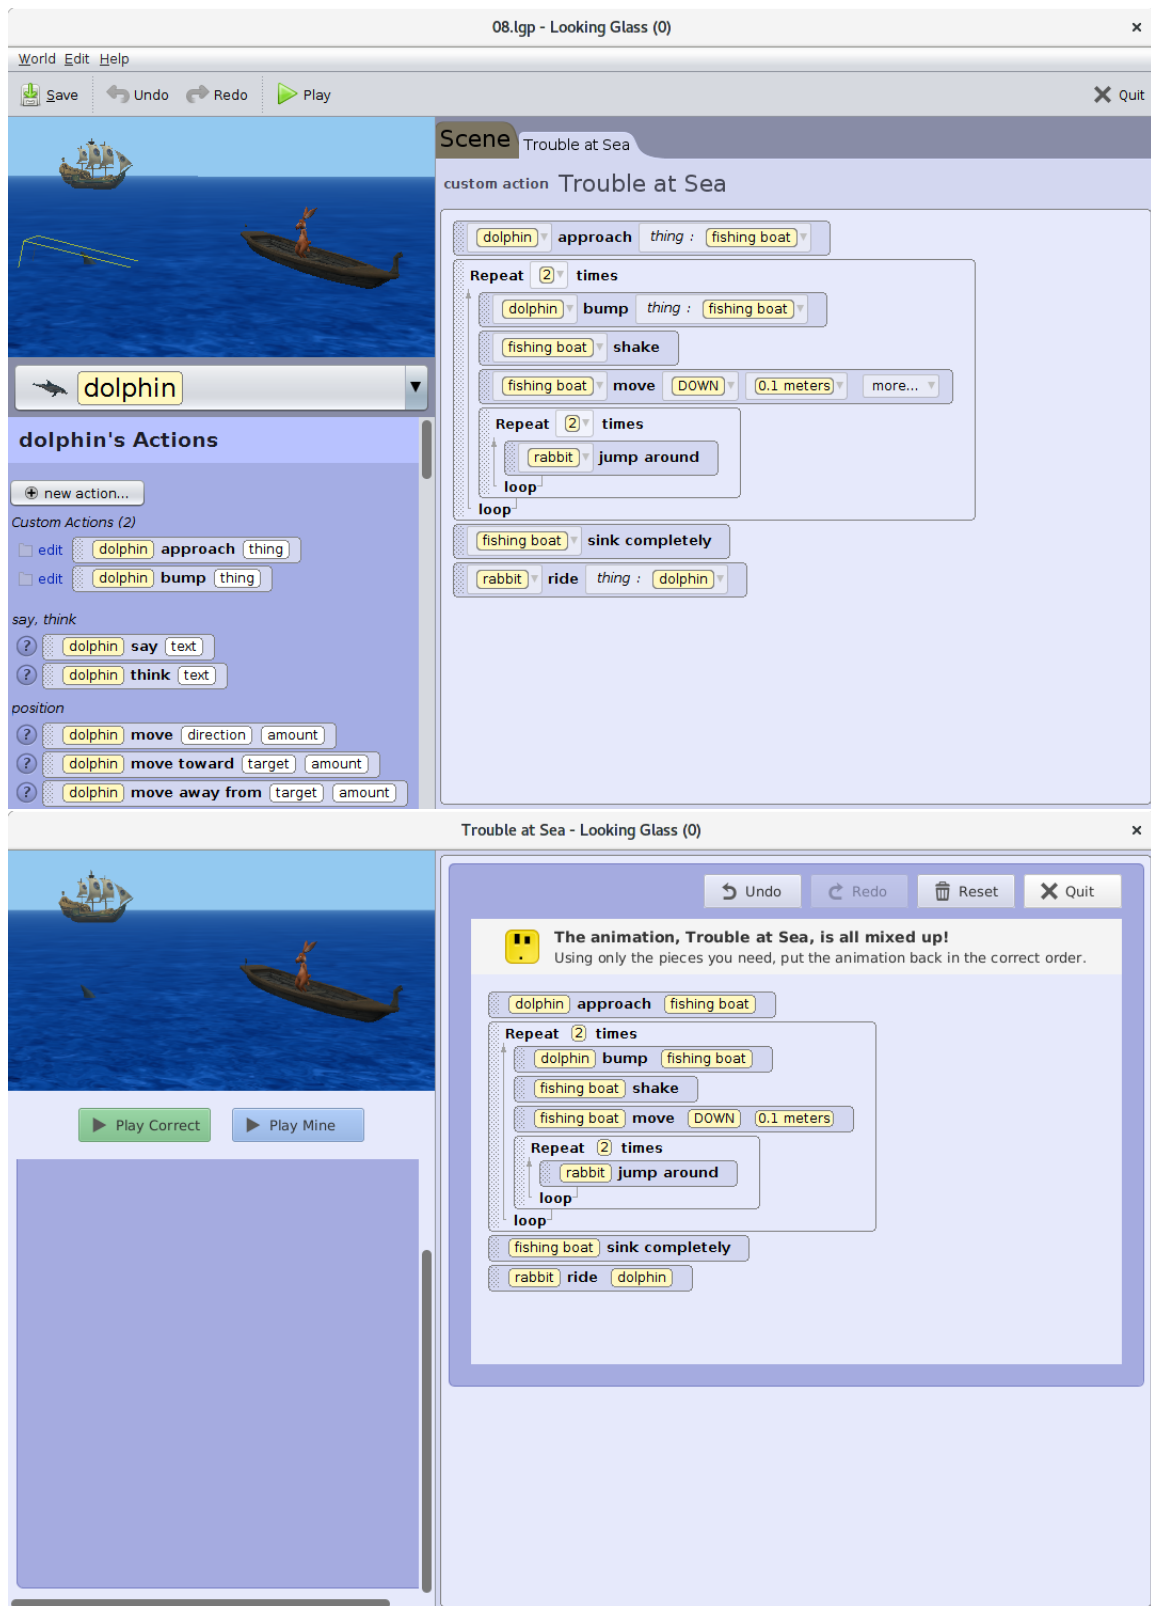 08.lgp - Looking Glass (0) ×
World Edit Help
Save Undo Redo Play Quit
Scene Trouble at Sea
custom action Trouble at Sea
dolphin approach thing : fishing boat
Repeat 2 times
dolphin bump thing : fishing boat
fishing boat shake
fishing boat move DOWN 0.1 meters more...
Repeat 2 times
rabbit jump around
loop
loop
fishing boat sink completely
rabbit ride thing : dolphin
dolphin
dolphin's Actions
new action...
Custom Actions (2)
edit dolphin approach thing
edit dolphin bump thing
say, think
? dolphin say text
? dolphin think text
position
? dolphin move direction amount
? dolphin move toward target amount
? dolphin move away from target amount
Trouble at Sea - Looking Glass (0) ×
Undo Redo Reset Quit
The animation, Trouble at Sea, is all mixed up!
Using only the pieces you need, put the animation back in the correct order.
dolphin approach fishing boat
Repeat 2 times
dolphin bump fishing boat
fishing boat shake
fishing boat move DOWN 0.1 meters
Repeat 2 times
rabbit jump around
loop
loop
fishing boat sink completely
rabbit ride dolphin
Play Correct Play Mine